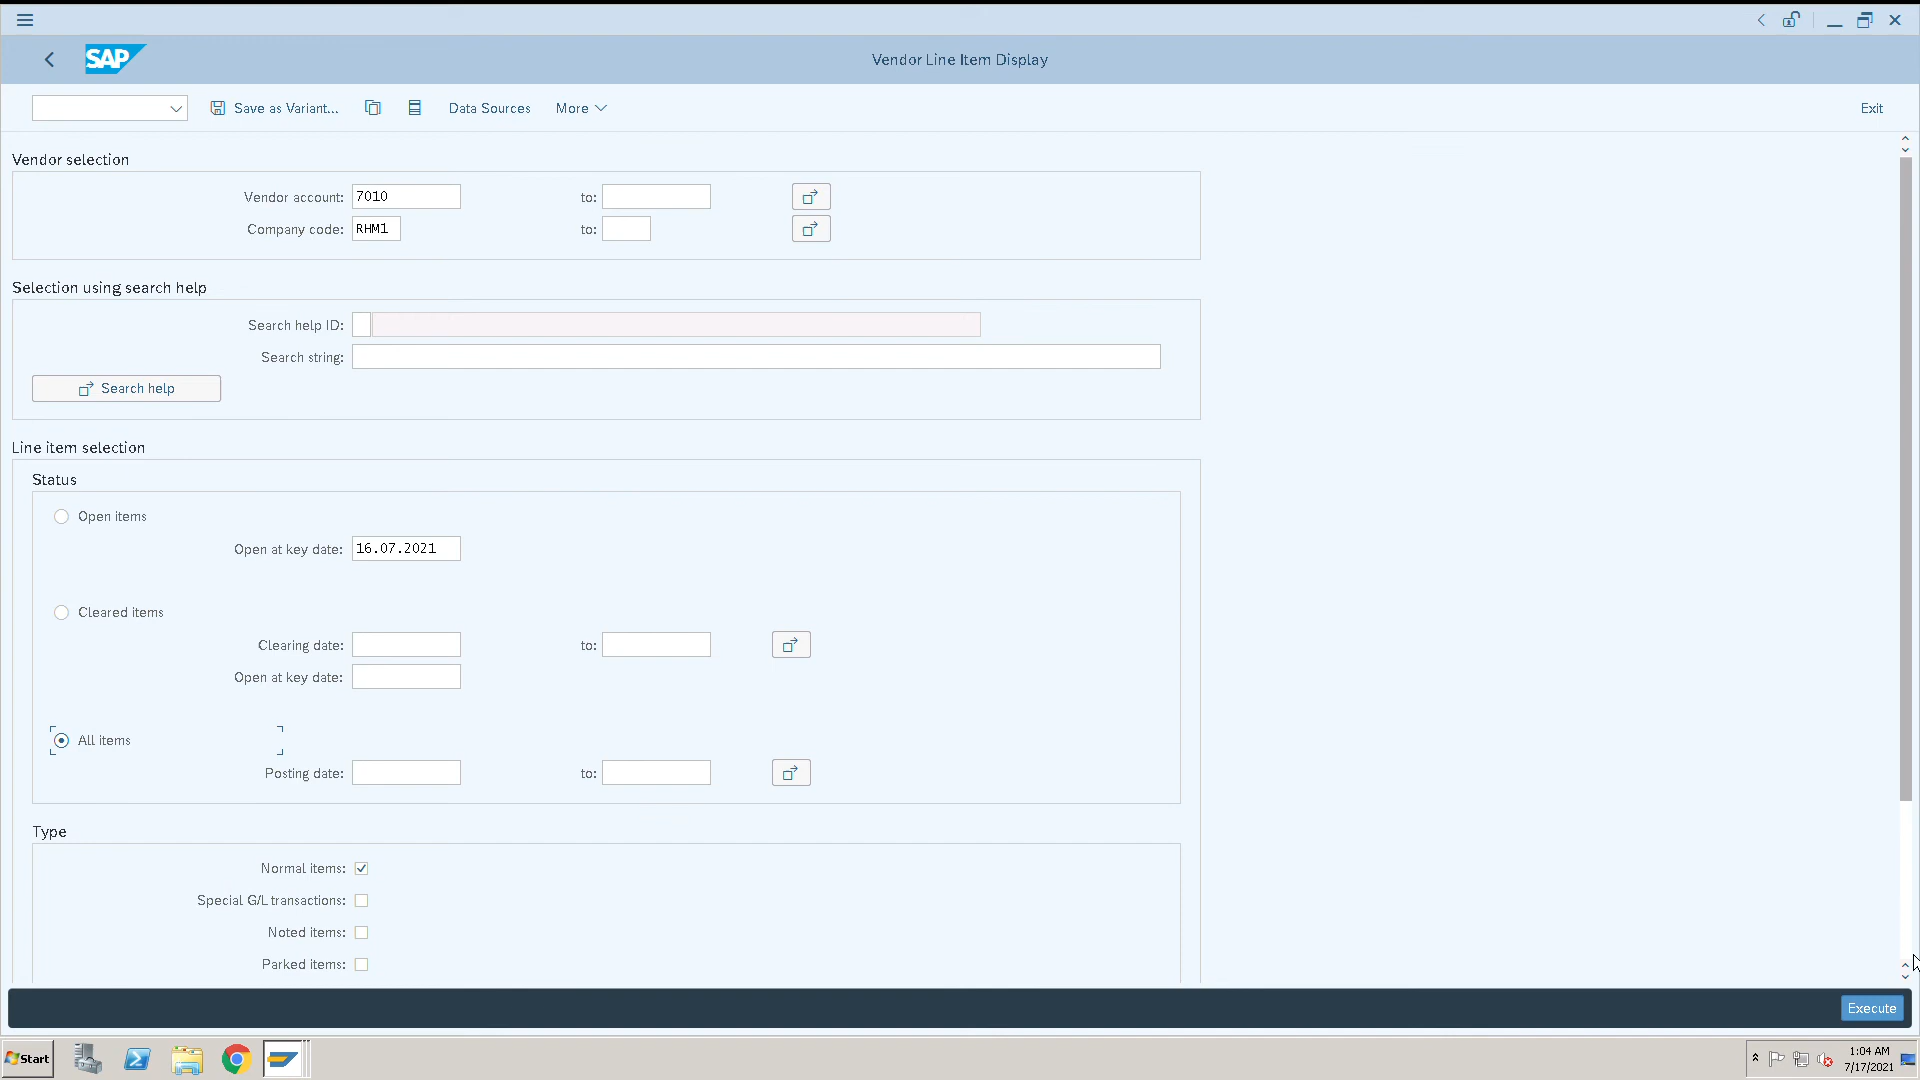 SAP
Vendor Line Item Display
Save as Variant...
Data Sources
More
Exit
Vendor selection
Vendor account: 7010 to:
Company code: RHM1 to:
Selection using search help
Search help ID:
Search string:
Search help
Line item selection
Status
Open items
Open at key date: 16.07.2021
Cleared items
Clearing date: to:
Open at key date:
All items
Posting date: to:
Type
Normal items:
Special G/L transactions:
Noted items:
Parked items:
Execute
Start
1:04 AM
7/17/2021